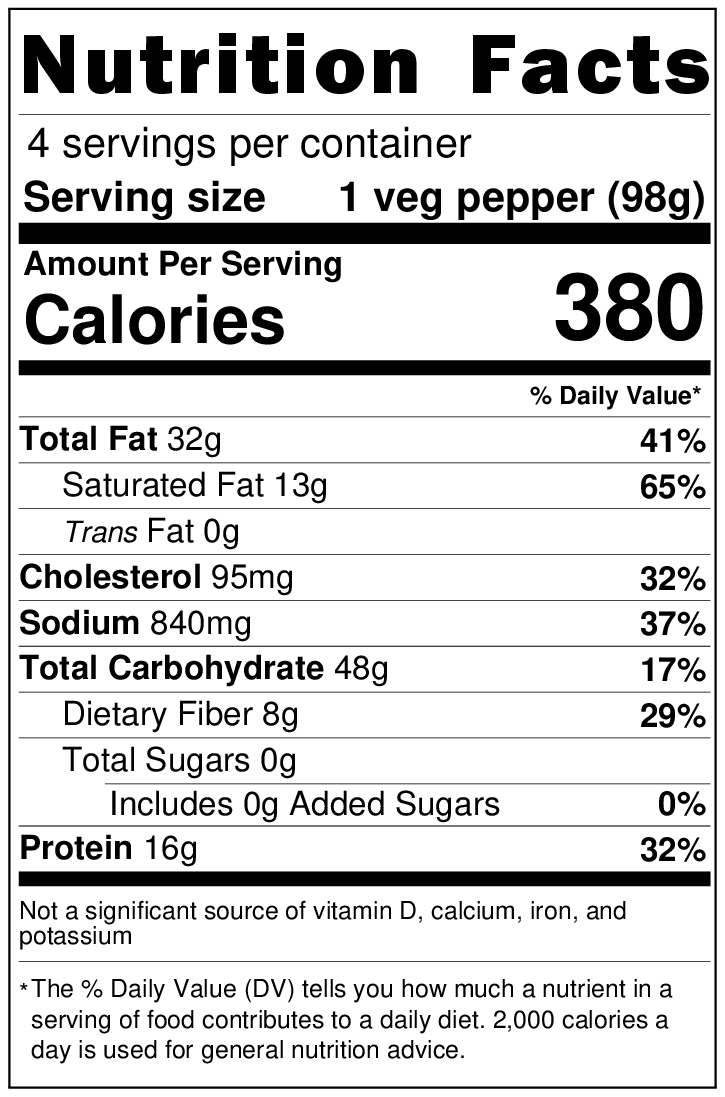 Nutrition Facts
4 servings per container
Serving size 1 veg pepper (98g)
Amount Per Serving
Calories 380
% Daily Value*
Total Fat 32g 41%
Saturated Fat 13g 65%
Trans Fat 0g
Cholesterol 95mg 32%
Sodium 840mg 37%
Total Carbohydrate 48g 17%
Dietary Fiber 8g 29%
Total Sugars 0g
Includes 0g Added Sugars 0%
Protein 16g 32%
Not a significant source of vitamin D, calcium, iron, and
potassium
*The % Daily Value (DV) tells you how much a nutrient in a
serving of food contributes to a daily diet. 2,000 calories a
day is used for general nutrition advice.